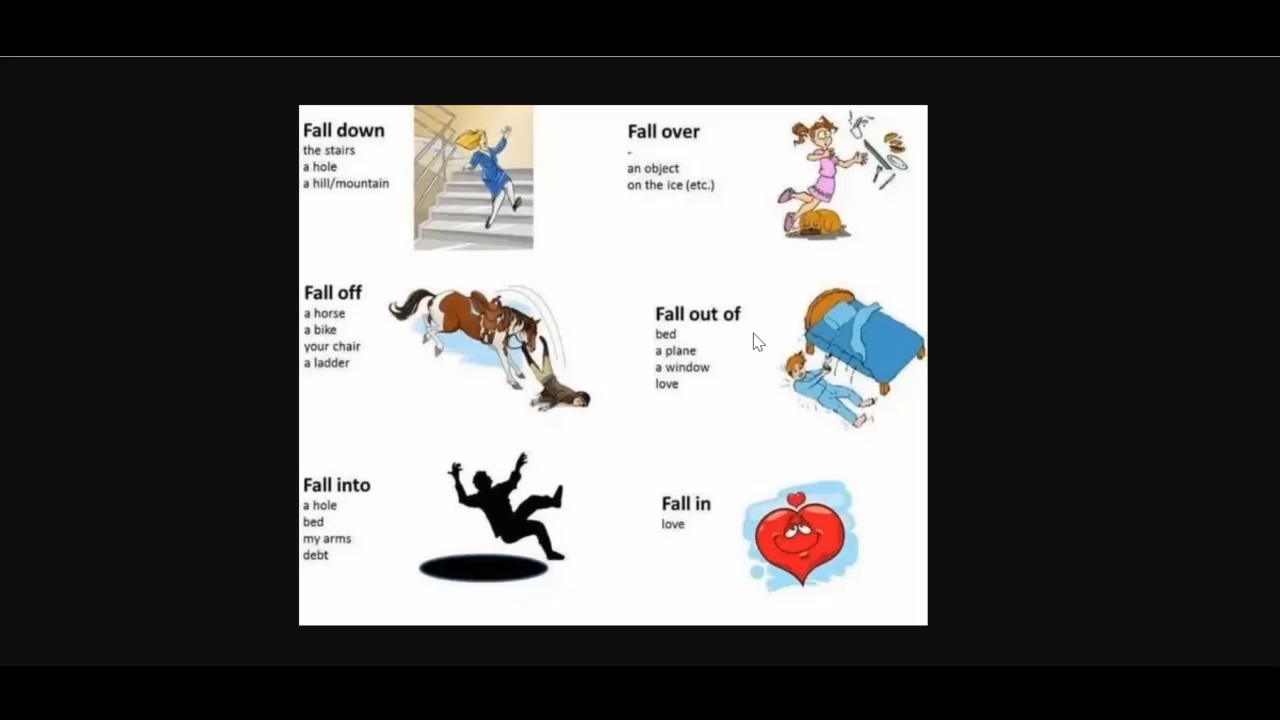 Fall down
the stairs
a hole
a hill/mountain
Fall over
-
an object
on the ice (etc.)
Fall off
a horse
a bike
your chair
a ladder
Fall out of
bed
a plane
a window
love
Fall into
a hole
bed
my arms
debt
Fall in
love